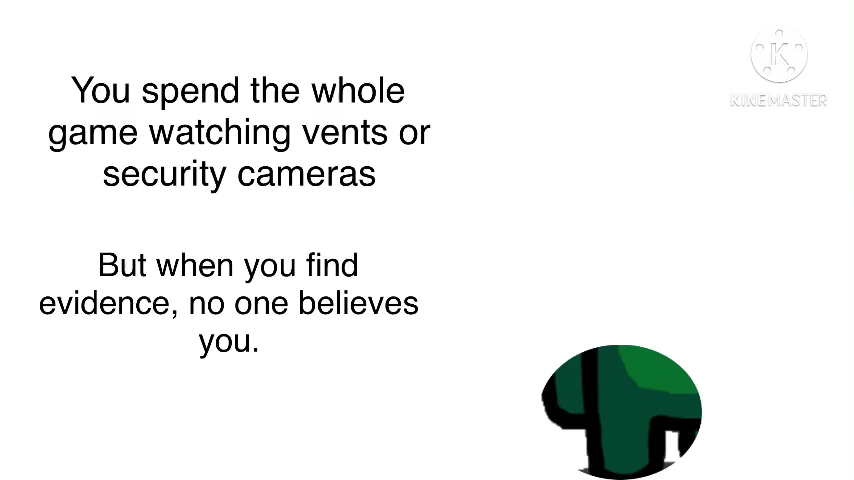 You spend the whole
game watching vents or
security cameras
But when you find
evidence, no one believes
you.
K
KINEMASTER